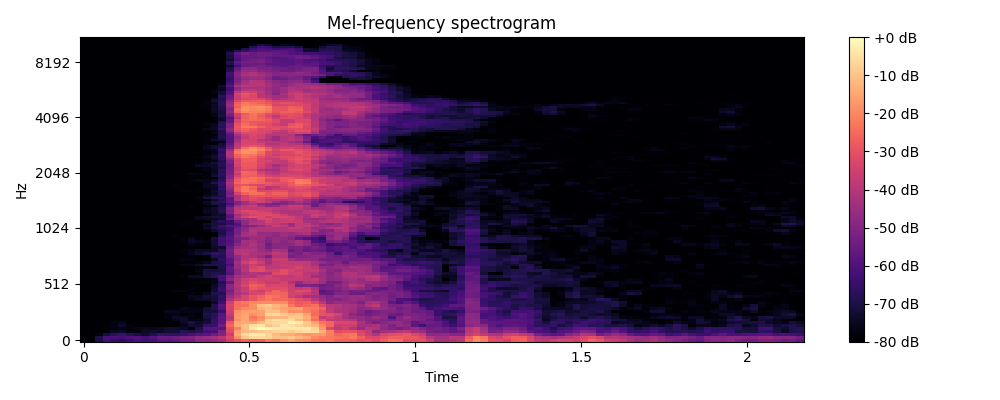 Mel-frequency spectrogram
Hz
8192
4096
2048
1024
512
0
0
0.5
1
1.5
2
Time
+0 dB
-10 dB
-20 dB
-30 dB
-40 dB
-50 dB
-60 dB
-70 dB
-80 dB